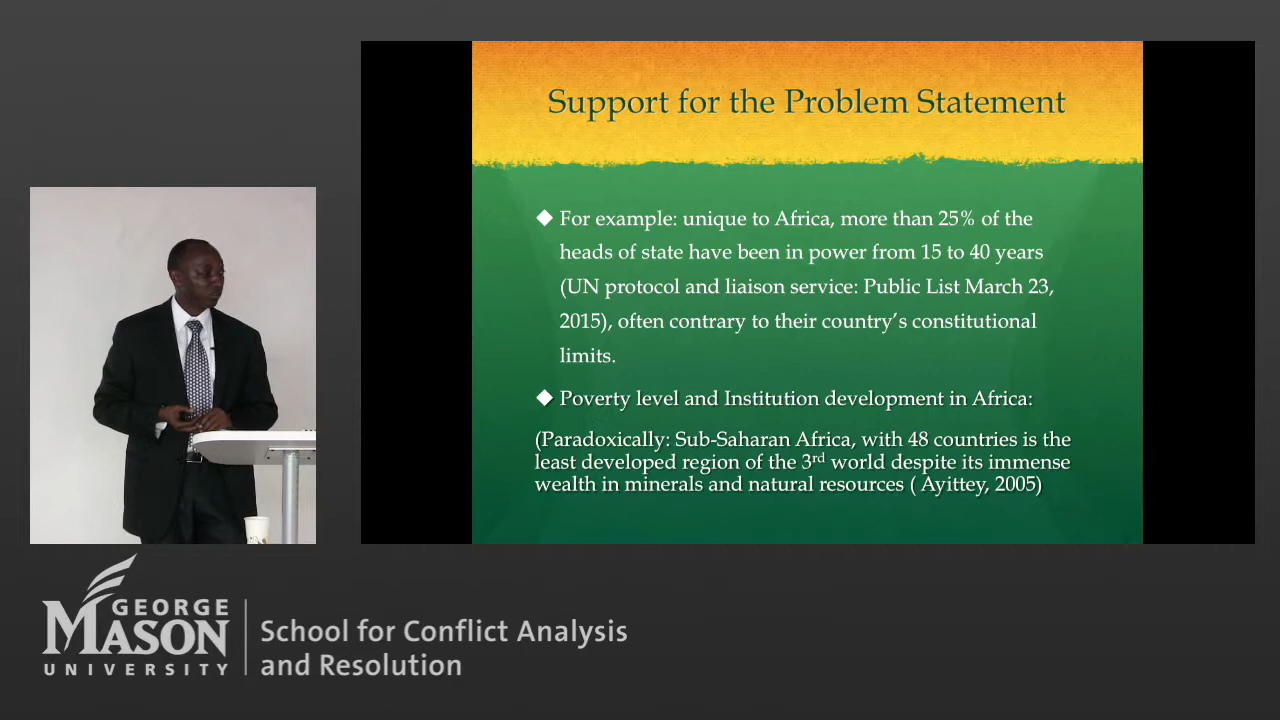 Support for the Problem Statement
◆ For example: unique to Africa, more than 25% of the
heads of state have been in power from 15 to 40 years
(UN protocol and liaison service: Public List March 23,
2015), often contrary to their country’s constitutional
limits.
◆ Poverty level and Institution development in Africa:
(Paradoxically: Sub-Saharan Africa, with 48 countries is the
least developed region of the 3rd world despite its immense
wealth in minerals and natural resources ( Ayittey, 2005)
GEORGE
MASON
UNIVERSITY
School for Conflict Analysis
and Resolution